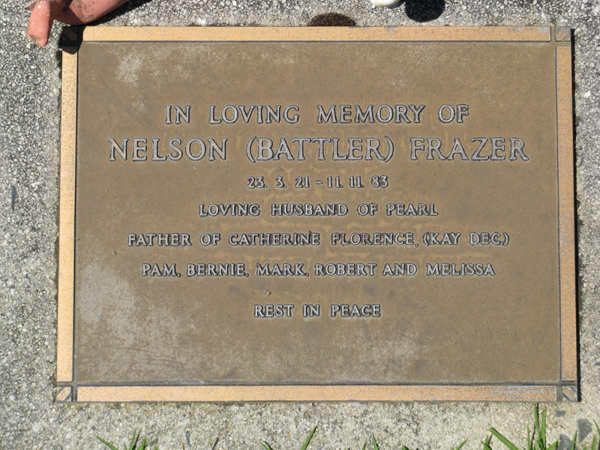 IN LOVING MEMORY OF
NELSON (BATTLER) FRAZER
23. 3. 21 - 11. 11. 83
LOVING HUSBAND OF PEARL
FATHER OF CATHERINE FLORENCE, (KAY DEC.)
PAM, BERNIE, MARK, ROBERT AND MELISSA
REST IN PEACE